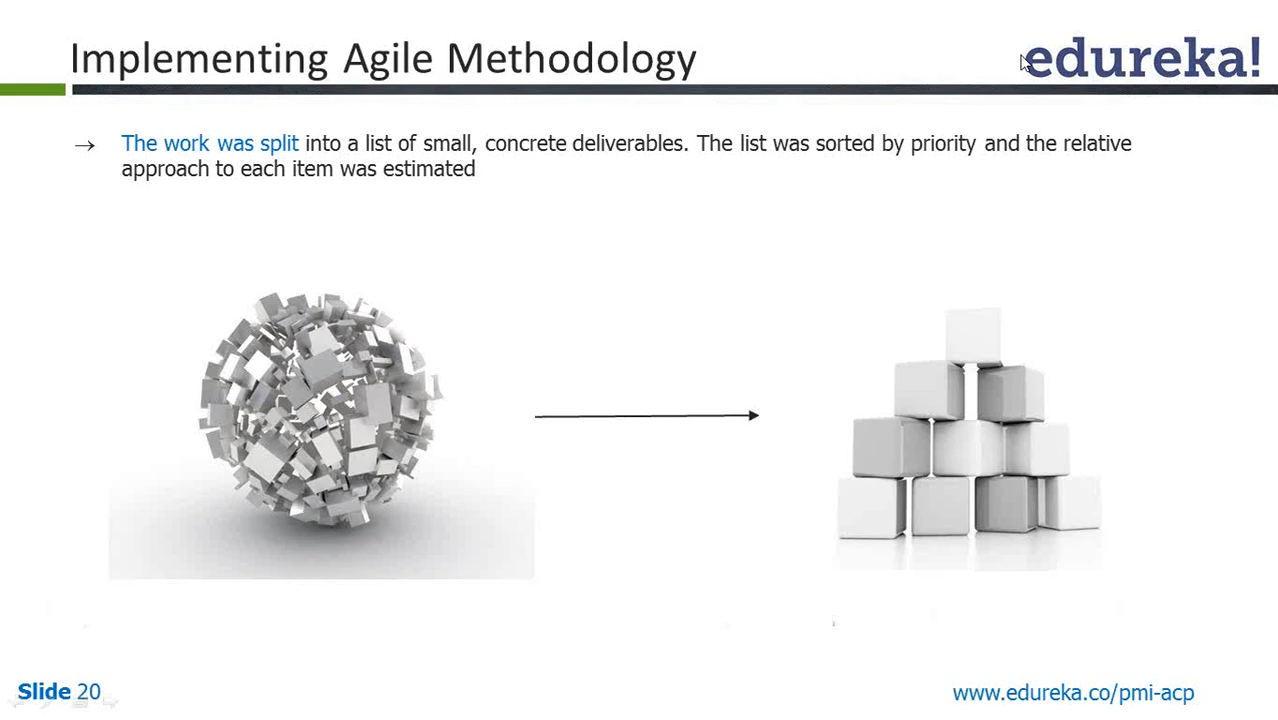 Implementing Agile Methodology
edureka!
→ The work was split into a list of small, concrete deliverables. The list was sorted by priority and the relative
approach to each item was estimated
Slide 20
www.edureka.co/pmi-acp